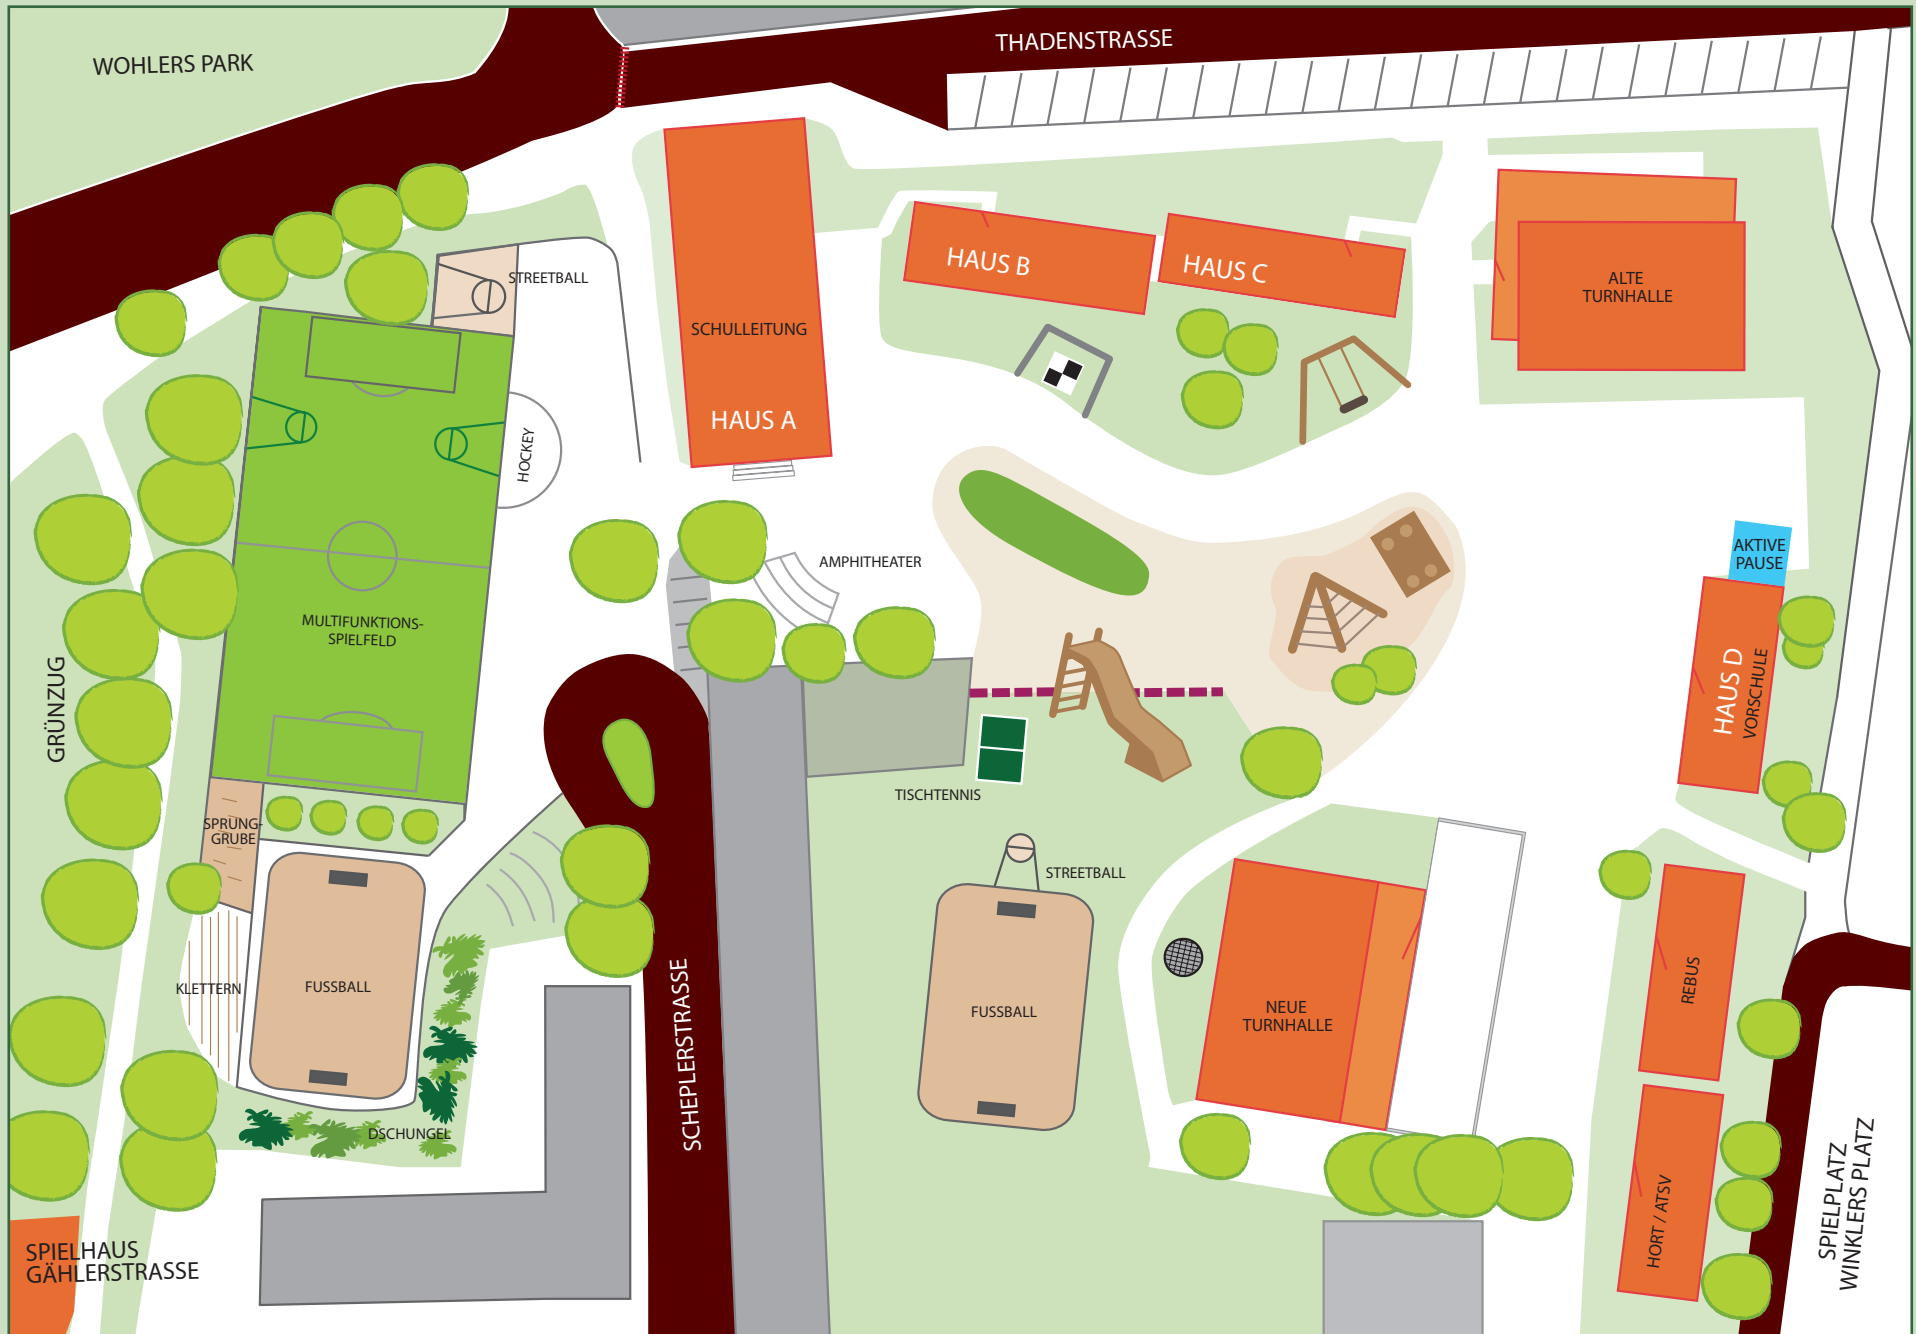 WOHLERS PARK
THADENSTRASSE
STREETBALL
SCHULLEITUNG
HAUS A
HAUS B
HAUS C
ALTE
TURNHALLE
HOCKEY
MULTIFUNKTIONS-
SPIELFELD
AMPHITHEATER
AKTIVE
PAUSE
HAUS D
VORSCHULE
GRÜNZUG
TISCHTENNIS
SPRUNG-
GRUBE
STREETBALL
KLETTERN
FUSSBALL
FUSSBALL
NEUE
TURNHALLE
REBUS
SCHEPLERSTRASSE
DSCHUNGEL
HORT / ATSV
SPIELPLATZ
WINKLERS PLATZ
SPIELHAUS
GÄHLERSTRASSE